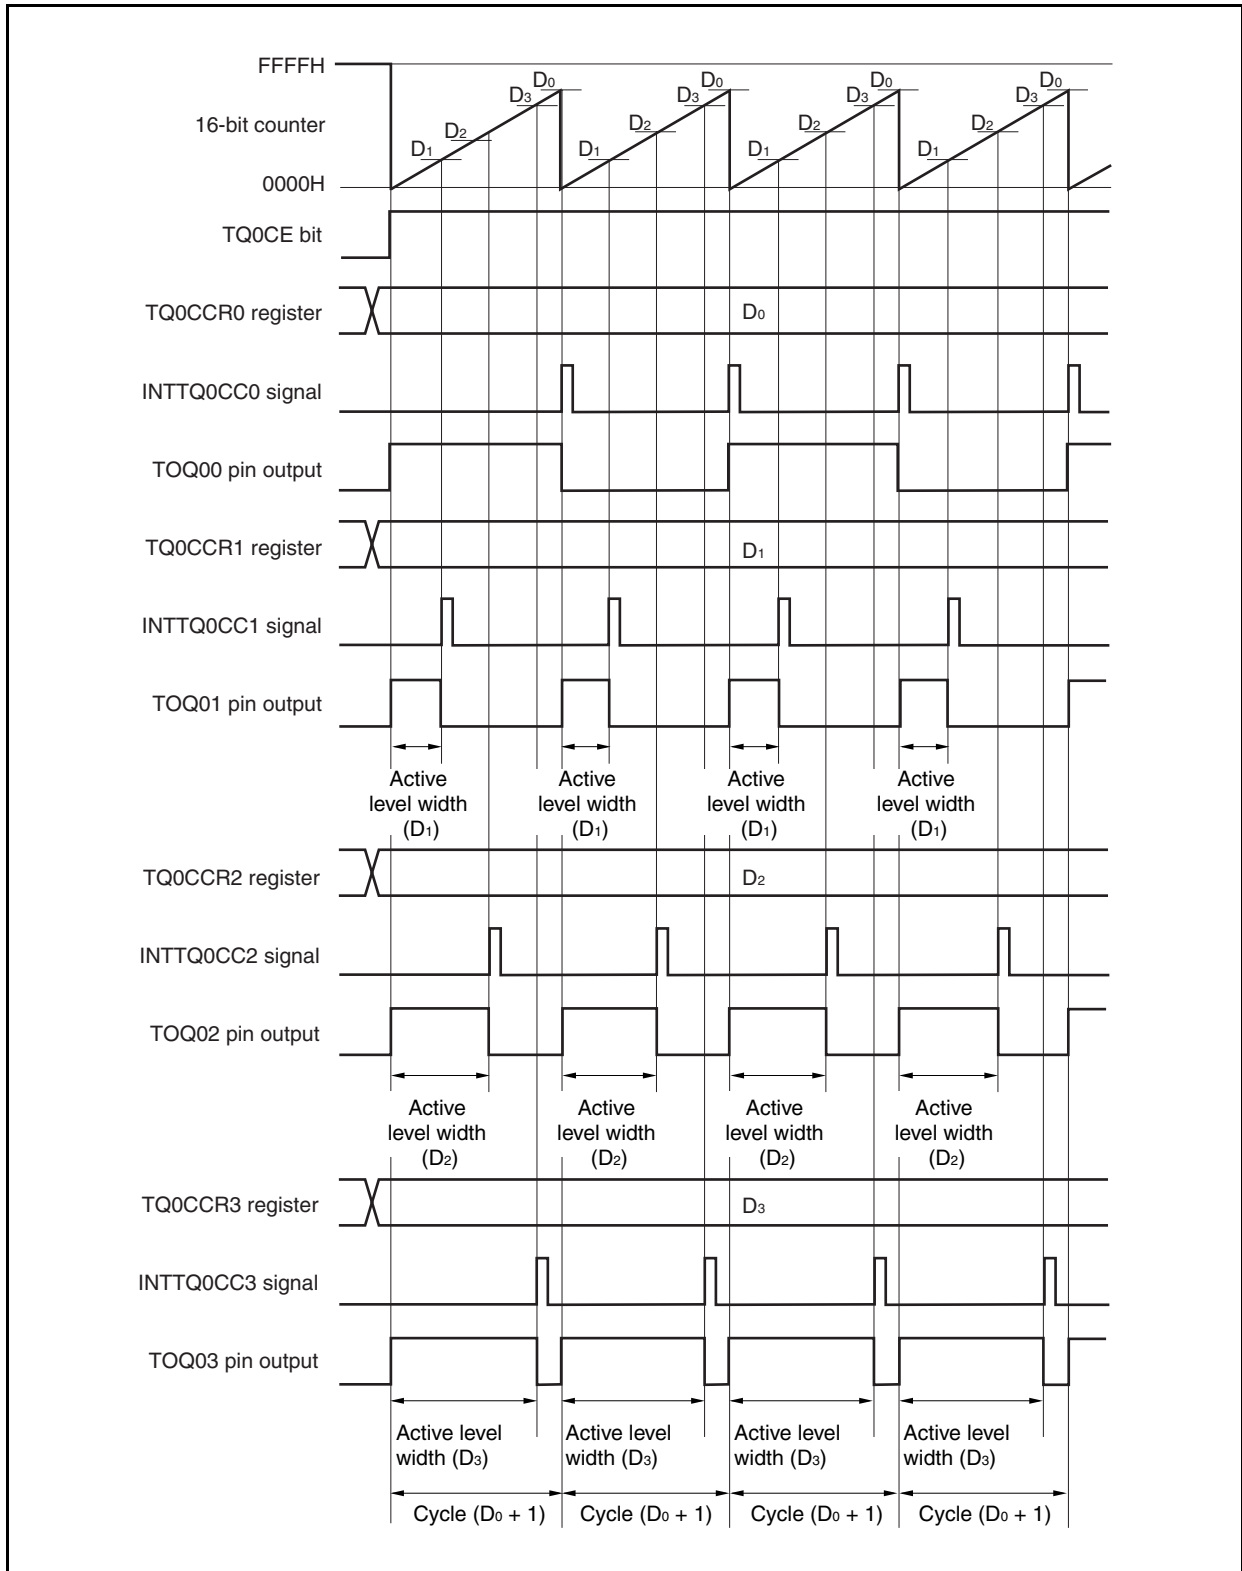 FFFFH
D0 D0 D0 D0
D3 D3 D3 D3
16-bit counter
D2 D2 D2 D2
D1 D1 D1 D1
0000H
TQ0CE bit
TQ0CCR0 register D0
INTTQ0CC0 signal
TOQ00 pin output
TQ0CCR1 register D1
INTTQ0CC1 signal
TOQ01 pin output
Active Active Active Active
level width level width level width level width
(D1) (D1) (D1) (D1)
TQ0CCR2 register D2
INTTQ0CC2 signal
TOQ02 pin output
Active Active Active Active
level width level width level width level width
(D2) (D2) (D2) (D2)
TQ0CCR3 register D3
INTTQ0CC3 signal
TOQ03 pin output
Active level Active level Active level Active level
width (D3) width (D3) width (D3) width (D3)
Cycle (D0 + 1) Cycle (D0 + 1) Cycle (D0 + 1) Cycle (D0 + 1)